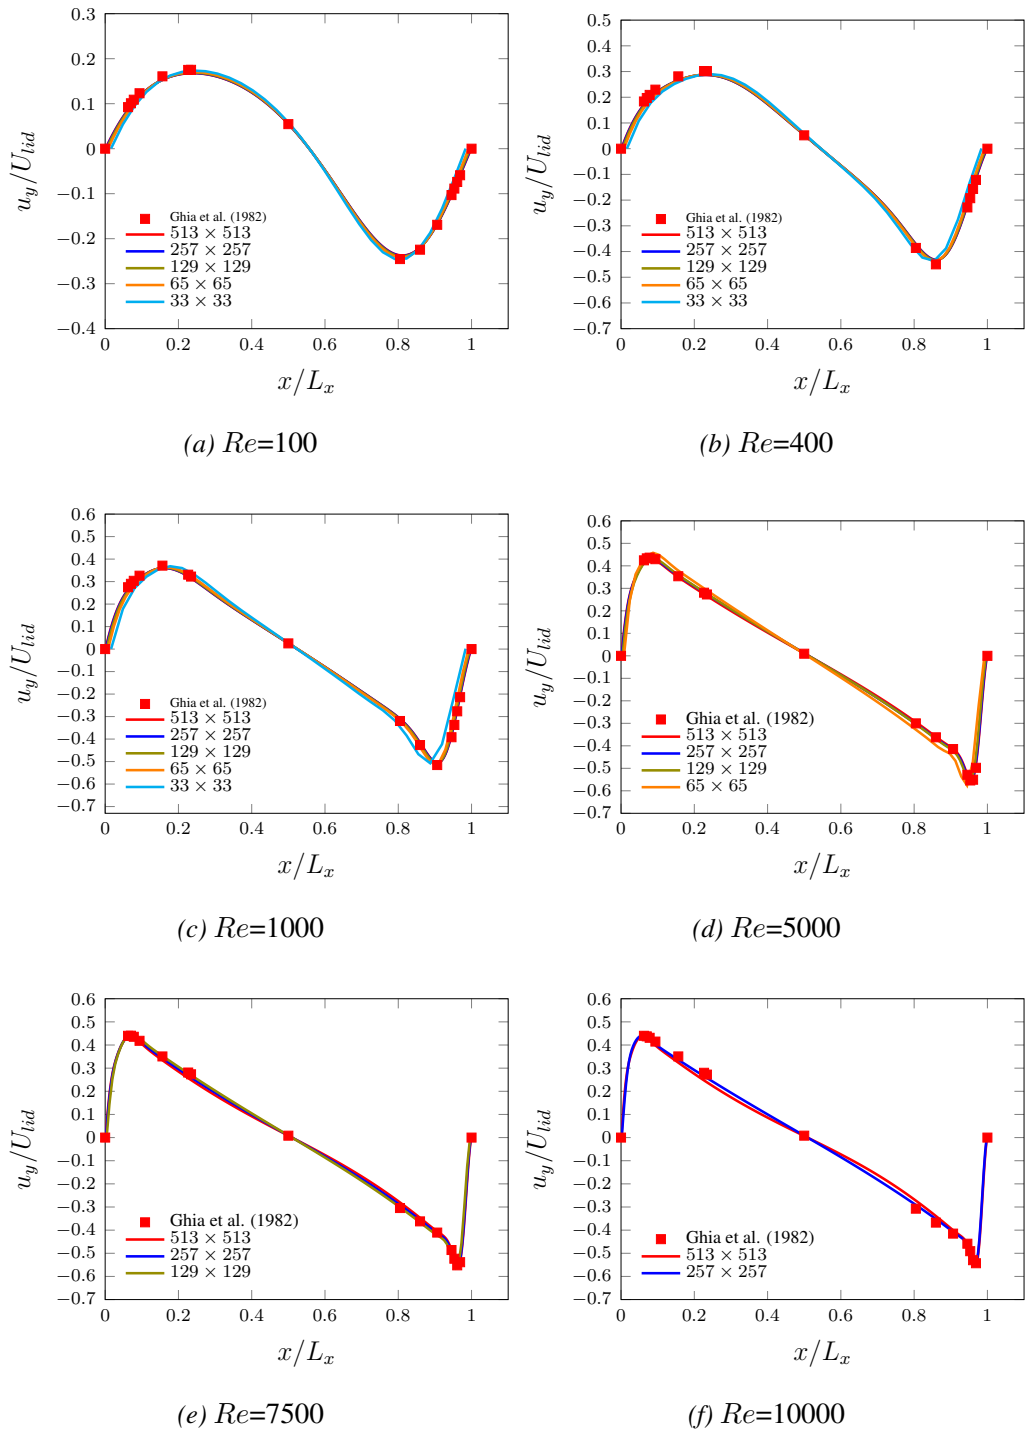 0.3
0.2
0.1
0
−0.1
−0.2
−0.3
−0.4
u_y/U_lid
Ghia et al. (1982)
513 × 513
257 × 257
129 × 129
65 × 65
33 × 33
0 0.2 0.4 0.6 0.8 1
x/L_x
(a) Re=100
0.5
0.4
0.3
0.2
0.1
0
−0.1
−0.2
−0.3
−0.4
−0.5
−0.6
−0.7
u_y/U_lid
Ghia et al. (1982)
513 × 513
257 × 257
129 × 129
65 × 65
33 × 33
0 0.2 0.4 0.6 0.8 1
x/L_x
(b) Re=400
0.6
0.5
0.4
0.3
0.2
0.1
0
−0.1
−0.2
−0.3
−0.4
−0.5
−0.6
−0.7
u_y/U_lid
Ghia et al. (1982)
513 × 513
257 × 257
129 × 129
65 × 65
33 × 33
0 0.2 0.4 0.6 0.8 1
x/L_x
(c) Re=1000
0.6
0.5
0.4
0.3
0.2
0.1
0
−0.1
−0.2
−0.3
−0.4
−0.5
−0.6
−0.7
u_y/U_lid
Ghia et al. (1982)
513 × 513
257 × 257
129 × 129
65 × 65
0 0.2 0.4 0.6 0.8 1
x/L_x
(d) Re=5000
0.6
0.5
0.4
0.3
0.2
0.1
0
−0.1
−0.2
−0.3
−0.4
−0.5
−0.6
−0.7
u_y/U_lid
Ghia et al. (1982)
513 × 513
257 × 257
129 × 129
0 0.2 0.4 0.6 0.8 1
x/L_x
(e) Re=7500
0.6
0.5
0.4
0.3
0.2
0.1
0
−0.1
−0.2
−0.3
−0.4
−0.5
−0.6
−0.7
u_y/U_lid
Ghia et al. (1982)
513 × 513
257 × 257
0 0.2 0.4 0.6 0.8 1
x/L_x
(f) Re=10000